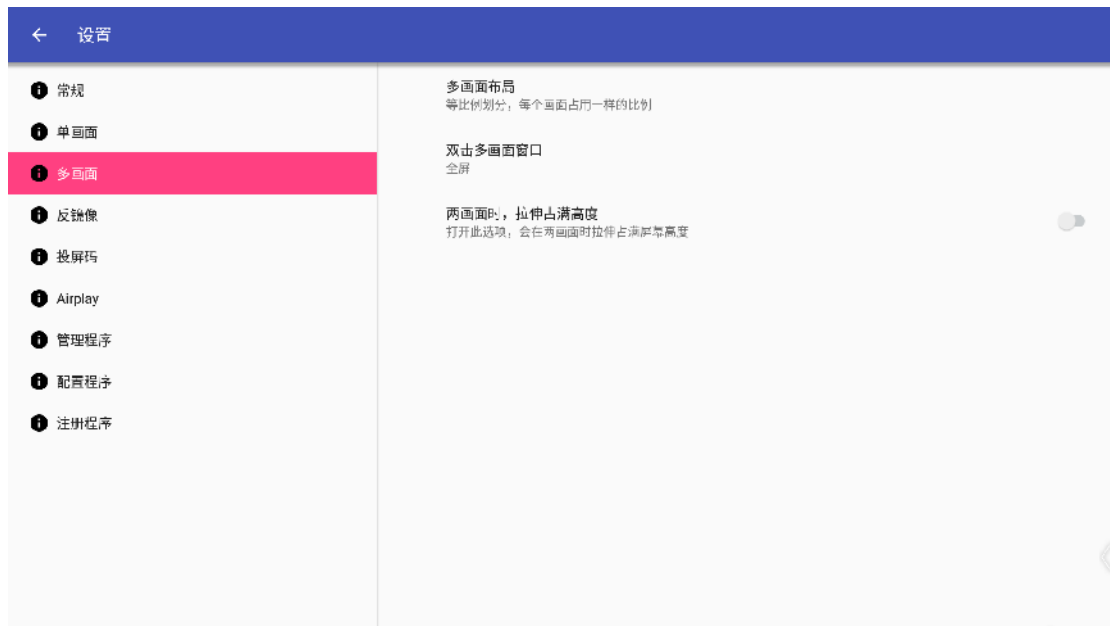 设置
常规
单画面
多画面
反镜像
投屏码
Airplay
管理程序
配置程序
注册程序
多画面布局
等比例划分，每个画面占用一样的比例
双击多画面窗口
全屏
两画面时，拉伸占满高度
打开此选项，会在两画面时拉伸占满屏幕高度